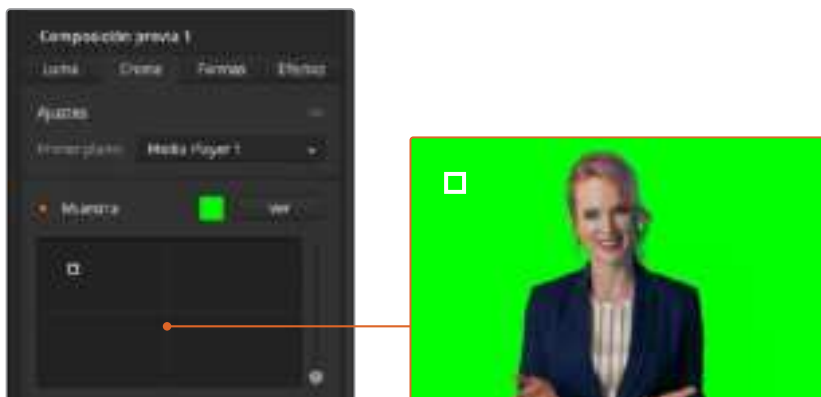 Composición previa 1
Luma Croma Formas Efectos
Ajustes
Primer plano: Media Player 1
Muestra Ver